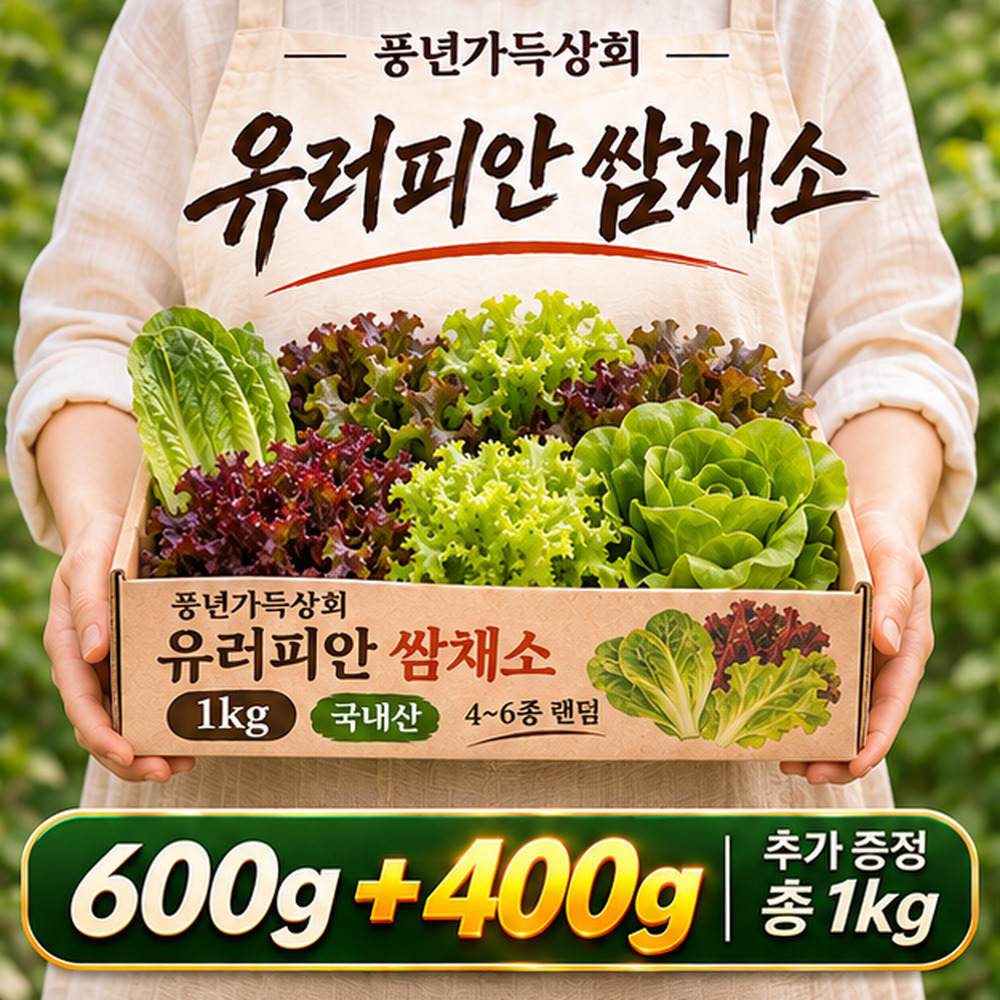 풍년가득상회
유러피안 쌈채소
풍년가득상회
유러피안 쌈채소
1kg 국내산 4~6종 랜덤
600g + 400g
추가 증정
총 1kg